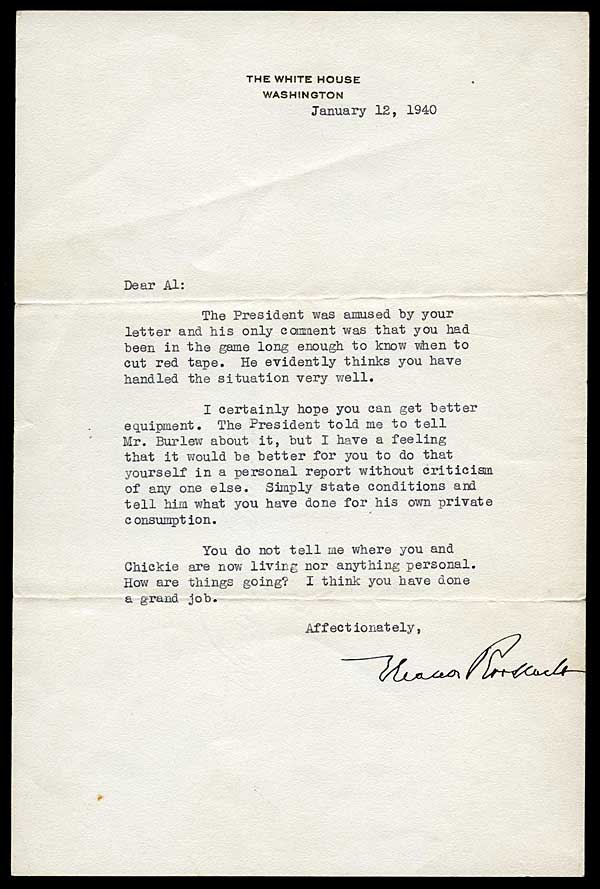 THE WHITE HOUSE
WASHINGTON
January 12, 1940
Dear Al:
The President was amused by your
letter and his only comment was that you had
been in the game long enough to know when to
cut red tape. He evidently thinks you have
handled the situation very well.
I certainly hope you can get better
equipment. The President told me to tell
Mr. Burlew about it, but I have a feeling
that it would be better for you to do that
yourself in a personal report without criticism
of any one else. Simply state conditions and
tell him what you have done for his own private
consumption.
You do not tell me where you and
Chickie are now living nor anything personal.
How are things going? I think you have done
a grand job.
Affectionately,
Eleanor Roosevelt